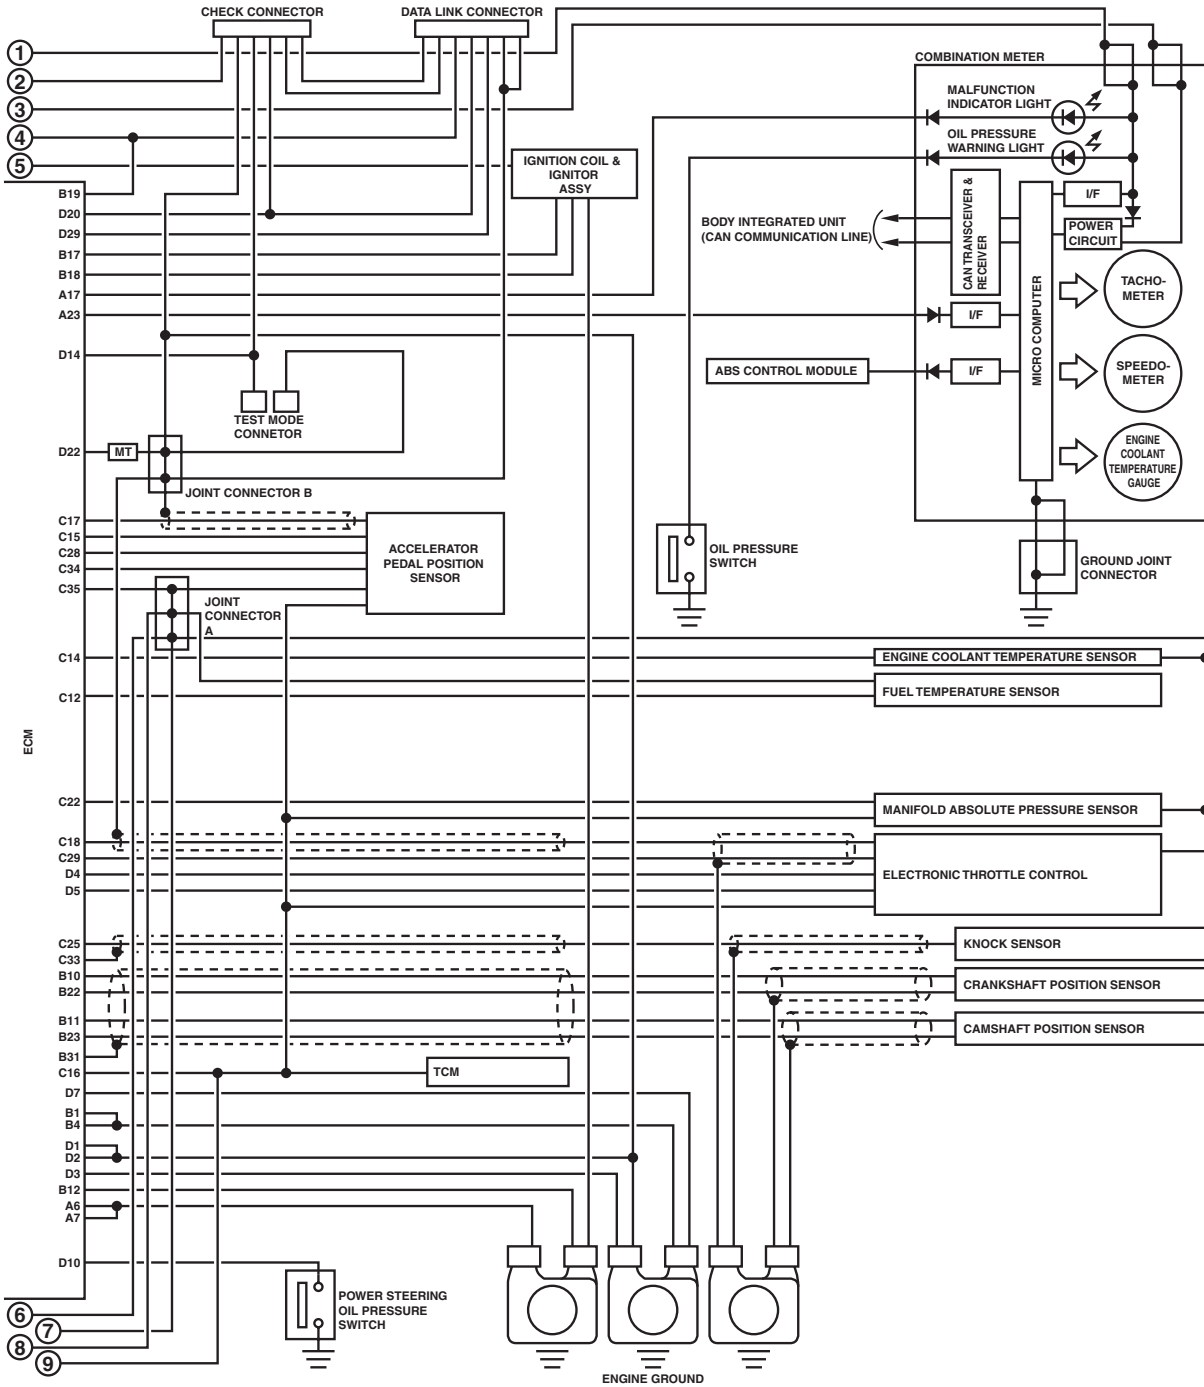 CHECK CONNECTOR
DATA LINK CONNECTOR
1
2
3
4
5
COMBINATION METER
MALFUNCTION
INDICATOR LIGHT
OIL PRESSURE
WARNING LIGHT
IGNITION COIL &
IGNITOR
ASSY
I/F
POWER
CIRCUIT
BODY INTEGRATED UNIT
(CAN COMMUNICATION LINE)
CAN TRANSCEIVER &
RECEIVER
MICRO COMPUTER
TACHO-
METER
I/F
ABS CONTROL MODULE
I/F
SPEEDO-
METER
ENGINE
COOLANT
TEMPERATURE
GAUGE
B19
D20
D29
B17
B18
A17
A23
D14
TEST MODE
CONNETOR
D22
MT
JOINT CONNECTOR B
C17
C15
C28
C34
C35
ACCELERATOR
PEDAL POSITION
SENSOR
OIL PRESSURE
SWITCH
GROUND JOINT
CONNECTOR
JOINT
CONNECTOR
A
C14
ENGINE COOLANT TEMPERATURE SENSOR
C12
FUEL TEMPERATURE SENSOR
ECM
C22
MANIFOLD ABSOLUTE PRESSURE SENSOR
C18
C29
D4
D5
ELECTRONIC THROTTLE CONTROL
C25
C33
KNOCK SENSOR
B10
B22
CRANKSHAFT POSITION SENSOR
B11
B23
CAMSHAFT POSITION SENSOR
B31
C16
TCM
D7
B1
B4
D1
D2
D3
B12
A6
A7
D10
POWER STEERING
OIL PRESSURE
SWITCH
6
7
8
9
ENGINE GROUND